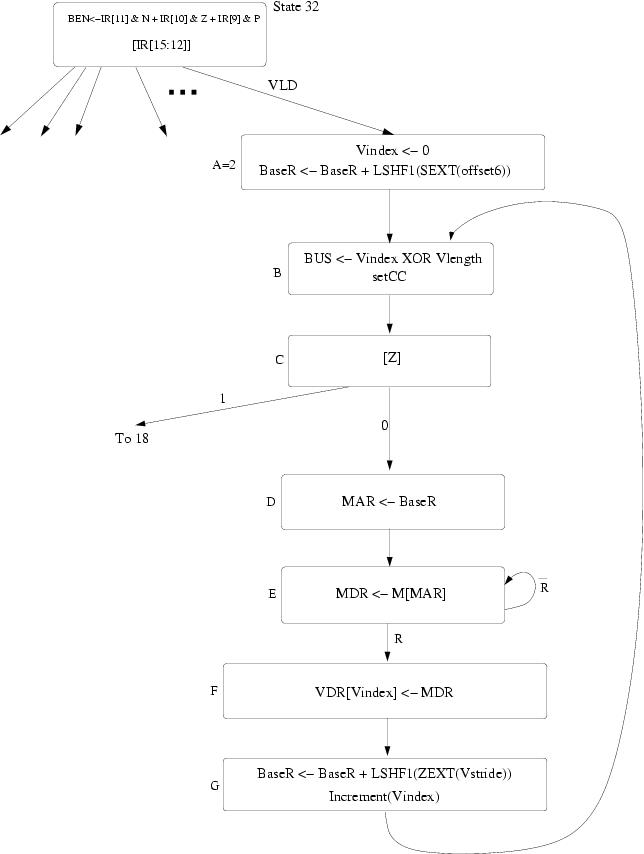 BEN<–IR[11] & N + IR[10] & Z + IR[9] & P
State 32
[IR[15:12]]
...
VLD
A=2
Vindex <– 0
BaseR <– BaseR + LSHF1(SEXT(offset6))
B
BUS <– Vindex XOR Vlength
setCC
C
[Z]
1
0
To 18
D
MAR <– BaseR
E
MDR <– M[MAR]
R̅
R
F
VDR[Vindex] <– MDR
G
BaseR <– BaseR + LSHF1(ZEXT(Vstride))
Increment(Vindex)